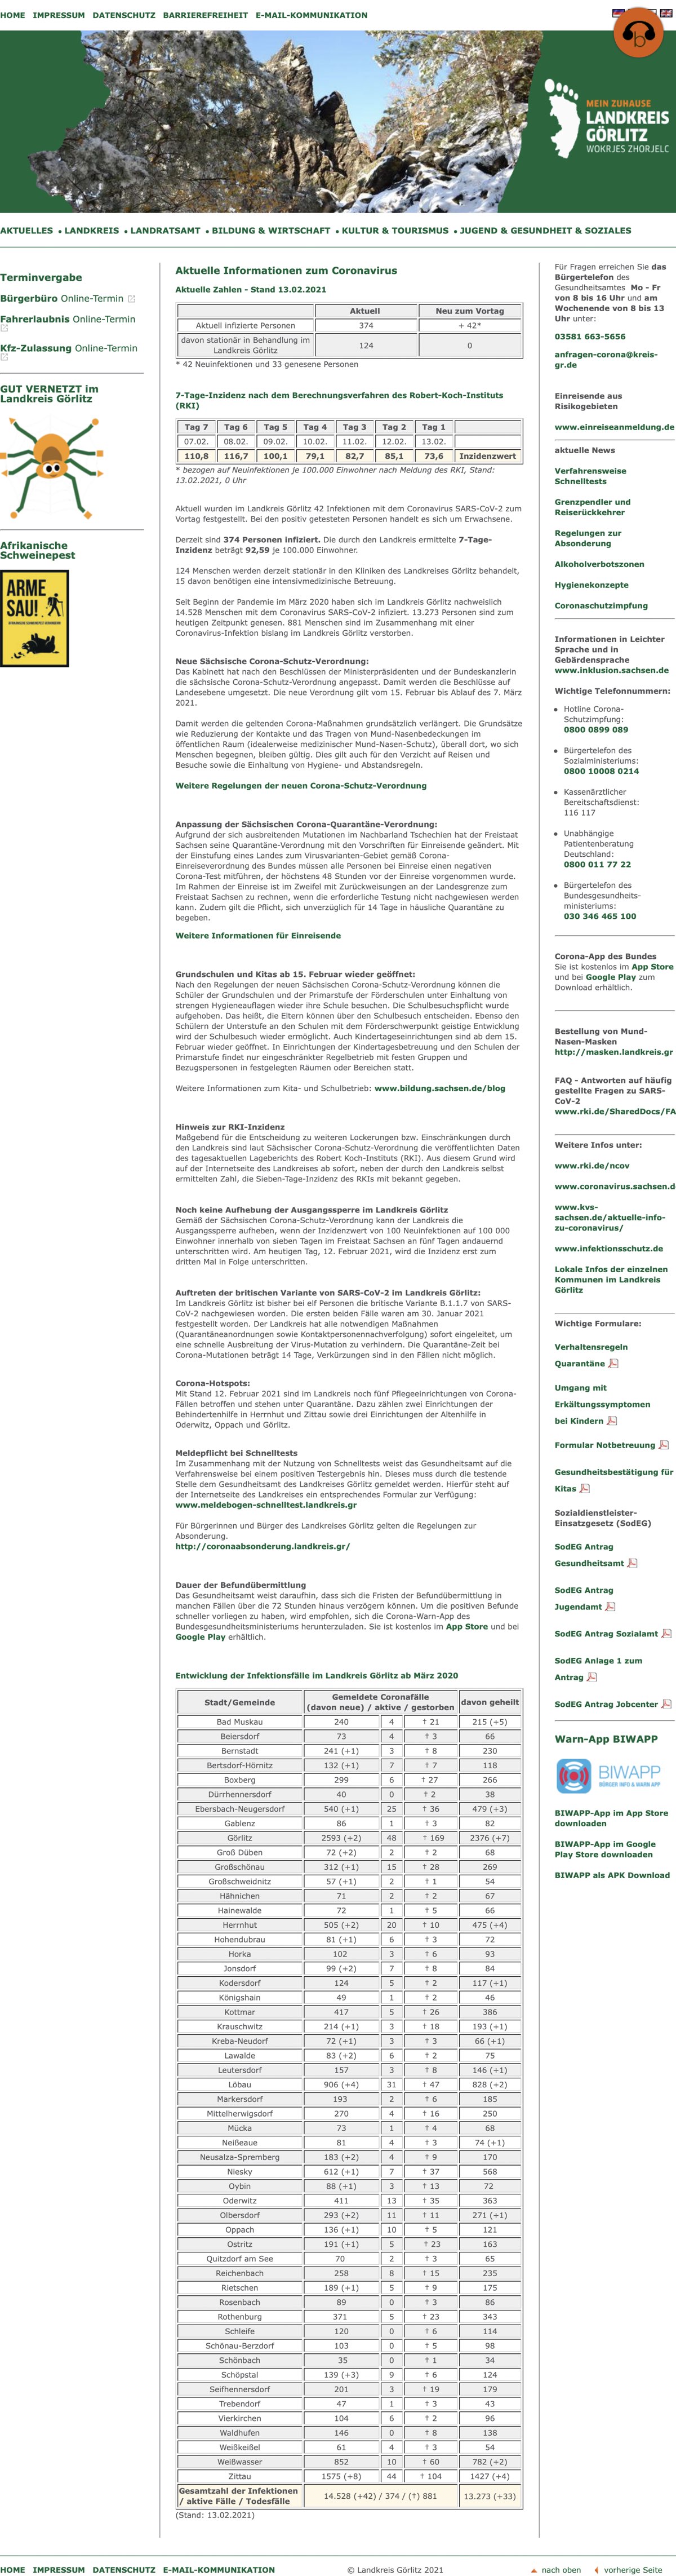 HOME IMPRESSUM DATENSCHUTZ BARRIEREFREIHEIT E-MAIL-KOMMUNIKATION
MEIN ZUHAUSE
LANDKREIS
GÖRLITZ
WOKRJES ZHORJELC
AKTUELLES • LANDKREIS • LANDRATSAMT • BILDUNG & WIRTSCHAFT • KULTUR & TOURISMUS • JUGEND & GESUNDHEIT & SOZIALES
Terminvergabe
Bürgerbüro Online-Termin
Fahrerlaubnis Online-Termin
Kfz-Zulassung Online-Termin
GUT VERNETZT im
Landkreis Görlitz
Afrikanische
Schweinepest
ARME
SAU!
Aktuelle Informationen zum Coronavirus
Aktuelle Zahlen - Stand 13.02.2021
Aktuell Neu zum Vortag
Aktuell infizierte Personen 374 + 42*
davon stationär in Behandlung im
Landkreis Görlitz 124 0
* 42 Neuinfektionen und 33 genesene Personen
7-Tage-Inzidenz nach dem Berechnungsverfahren des Robert-Koch-Instituts
(RKI)
Tag 7 Tag 6 Tag 5 Tag 4 Tag 3 Tag 2 Tag 1
07.02. 08.02. 09.02. 10.02. 11.02. 12.02. 13.02.
110,8 116,7 100,1 79,1 82,7 85,1 73,6 Inzidenzwert
* bezogen auf Neuinfektionen je 100.000 Einwohner nach Meldung des RKI, Stand:
13.02.2021, 0 Uhr
Aktuell wurden im Landkreis Görlitz 42 Infektionen mit dem Coronavirus SARS-CoV-2 zum
Vortag festgestellt. Bei den positiv getesteten Personen handelt es sich um Erwachsene.
Derzeit sind 374 Personen infiziert. Die durch den Landkreis ermittelte 7-Tage-
Inzidenz beträgt 92,59 je 100.000 Einwohner.
124 Menschen werden derzeit stationär in den Kliniken des Landkreises Görlitz behandelt,
15 davon benötigen eine intensivmedizinische Betreuung.
Seit Beginn der Pandemie im März 2020 haben sich im Landkreis Görlitz nachweislich
14.528 Menschen mit dem Coronavirus SARS-CoV-2 infiziert. 13.273 Personen sind zum
heutigen Zeitpunkt genesen. 881 Menschen sind im Zusammenhang mit einer
Coronavirus-Infektion bislang im Landkreis Görlitz verstorben.
Neue Sächsische Corona-Schutz-Verordnung:
Das Kabinett hat nach den Beschlüssen der Ministerpräsidenten und der Bundeskanzlerin
die sächsische Corona-Schutz-Verordnung angepasst. Damit werden die Beschlüsse auf
Landesebene umgesetzt. Die neue Verordnung gilt vom 15. Februar bis Ablauf des 7. März
2021.
Damit werden die geltenden Corona-Maßnahmen grundsätzlich verlängert. Die Grundsätze
wie Reduzierung der Kontakte und das Tragen von Mund-Nasenbedeckungen im
öffentlichen Raum (idealerweise medizinischer Mund-Nasen-Schutz), überall dort, wo sich
Menschen begegnen, bleiben gültig. Dies gilt auch für den Verzicht auf Reisen und
Besuche sowie die Einhaltung von Hygiene- und Abstandsregeln.
Weitere Regelungen der neuen Corona-Schutz-Verordnung
Anpassung der Sächsischen Corona-Quarantäne-Verordnung:
Aufgrund der sich ausbreitenden Mutationen im Nachbarland Tschechien hat der Freistaat
Sachsen seine Quarantäne-Verordnung mit den Vorschriften für Einreisende geändert. Mit
der Einstufung eines Landes zum Virusvarianten-Gebiet gemäß Corona-
Einreiseverordnung des Bundes müssen alle Personen bei Einreise einen negativen
Corona-Test mitführen, der höchstens 48 Stunden vor der Einreise vorgenommen wurde.
Im Rahmen der Einreise ist im Zweifel mit Zurückweisungen an der Landesgrenze zum
Freistaat Sachsen zu rechnen, wenn die erforderliche Testung nicht nachgewiesen werden
kann. Zudem gilt die Pflicht, sich unverzüglich für 14 Tage in häusliche Quarantäne zu
begeben.
Weitere Informationen für Einreisende
Grundschulen und Kitas ab 15. Februar wieder geöffnet:
Nach den Regelungen der neuen Sächsischen Corona-Schutz-Verordnung können die
Schüler der Grundschulen und der Primarstufe der Förderschulen unter Einhaltung von
strengen Hygieneauflagen wieder ihre Schule besuchen. Die Schulbesuchspflicht wurde
aufgehoben. Das heißt, die Eltern können über den Schulbesuch entscheiden. Ebenso den
Schülern der Unterstufe an den Schulen mit dem Förderschwerpunkt geistige Entwicklung
wird der Schulbesuch wieder ermöglicht. Auch Kindertageseinrichtungen sind ab dem 15.
Februar wieder geöffnet. In Einrichtungen der Kindertagesbetreuung und den Schulen der
Primarstufe findet nur eingeschränkter Regelbetrieb mit festen Gruppen und
Bezugspersonen in festgelegten Räumen oder Bereichen statt.
Weitere Informationen zum Kita- und Schulbetrieb: www.bildung.sachsen.de/blog
Hinweis zur RKI-Inzidenz
Maßgebend für die Entscheidung zu weiteren Lockerungen bzw. Einschränkungen durch
den Landkreis sind laut Sächsischer Corona-Schutz-Verordnung die veröffentlichten Daten
des tagesaktuellen Lageberichts des Robert Koch-Instituts (RKI). Aus diesem Grund wird
auf der Internetseite des Landkreises ab sofort, neben der durch den Landkreis selbst
ermittelten Zahl, die Sieben-Tage-Inzidenz des RKIs mit bekannt gegeben.
Noch keine Aufhebung der Ausgangssperre im Landkreis Görlitz
Gemäß der Sächsischen Corona-Schutz-Verordnung kann der Landkreis die
Ausgangssperre aufheben, wenn der Inzidenzwert von 100 Neuinfektionen auf 100 000
Einwohner innerhalb von sieben Tagen im Freistaat Sachsen an fünf Tagen andauernd
unterschritten wird. Am heutigen Tag, 12. Februar 2021, wird die Inzidenz erst zum
dritten Mal in Folge unterschritten.
Auftreten der britischen Variante von SARS-CoV-2 im Landkreis Görlitz:
Im Landkreis Görlitz ist bisher bei elf Personen die britische Variante B.1.1.7 von SARS-
CoV-2 nachgewiesen worden. Die ersten beiden Fälle waren am 30. Januar 2021
festgestellt worden. Der Landkreis hat alle notwendigen Maßnahmen
(Quarantäneanordnungen sowie Kontaktpersonennachverfolgung) sofort eingeleitet, um
eine schnelle Ausbreitung der Virus-Mutation zu verhindern. Die Quarantäne-Zeit bei
Corona-Mutationen beträgt 14 Tage, Verkürzungen sind in den Fällen nicht möglich.
Corona-Hotspots:
Mit Stand 12. Februar 2021 sind im Landkreis noch fünf Pflegeeinrichtungen von Corona-
Fällen betroffen und stehen unter Quarantäne. Dazu zählen zwei Einrichtungen der
Behindertenhilfe in Herrnhut und Zittau sowie drei Einrichtungen der Altenhilfe in
Oderwitz, Oppach und Görlitz.
Meldepflicht bei Schnelltests
Im Zusammenhang mit der Nutzung von Schnelltests weist das Gesundheitsamt auf die
Verfahrensweise bei einem positiven Testergebnis hin. Dieses muss durch die testende
Stelle dem Gesundheitsamt des Landkreises Görlitz gemeldet werden. Hierfür steht auf
der Internetseite des Landkreises ein entsprechendes Formular zur Verfügung:
www.meldebogen-schnelltest.landkreis.gr
Für Bürgerinnen und Bürger des Landkreises Görlitz gelten die Regelungen zur
Absonderung.
http://coronaabsonderung.landkreis.gr/
Dauer der Befundübermittlung
Das Gesundheitsamt weist daraufhin, dass sich die Fristen der Befundübermittlung in
manchen Fällen über die 72 Stunden hinaus verzögern können. Um die positiven Befunde
schneller vorliegen zu haben, wird empfohlen, sich die Corona-Warn-App des
Bundesgesundheitsministeriums herunterzuladen. Sie ist kostenlos im App Store und bei
Google Play erhältlich.
Entwicklung der Infektionsfälle im Landkreis Görlitz ab März 2020
Stadt/Gemeinde Gemeldete Coronafälle
(davon neue) / aktive / gestorben davon geheilt
Bad Muskau 240 4 † 21 215 (+5)
Beiersdorf 73 4 † 3 66
Bernstadt 241 (+1) 3 † 8 230
Bertsdorf-Hörnitz 132 (+1) 7 † 7 118
Boxberg 299 6 † 27 266
Dürrhennersdorf 40 0 † 2 38
Ebersbach-Neugersdorf 540 (+1) 25 † 36 479 (+3)
Gablenz 86 1 † 3 82
Görlitz 2593 (+2) 48 † 169 2376 (+7)
Groß Düben 72 (+2) 2 † 2 68
Großschönau 312 (+1) 15 † 28 269
Großschweidnitz 57 (+1) 2 † 1 54
Hähnichen 71 2 † 2 67
Hainewalde 72 1 † 5 66
Herrnhut 505 (+2) 20 † 10 475 (+4)
Hohendubrau 81 (+1) 6 † 3 72
Horka 102 3 † 6 93
Jonsdorf 99 (+2) 7 † 8 84
Kodersdorf 124 5 † 2 117 (+1)
Königshain 49 1 † 2 46
Kottmar 417 5 † 26 386
Krauschwitz 214 (+1) 3 † 18 193 (+1)
Kreba-Neudorf 72 (+1) 3 † 3 66 (+1)
Lawalde 83 (+2) 6 † 2 75
Leutersdorf 157 3 † 8 146 (+1)
Löbau 906 (+4) 31 † 47 828 (+2)
Markersdorf 193 2 † 6 185
Mittelherwigsdorf 270 4 † 16 250
Mücka 73 1 † 4 68
Neißeaue 81 4 † 3 74 (+1)
Neusalza-Spremberg 183 (+2) 4 † 9 170
Niesky 612 (+1) 7 † 37 568
Oybin 88 (+1) 3 † 13 72
Oderwitz 411 13 † 35 363
Olbersdorf 293 (+2) 11 † 11 271 (+1)
Oppach 136 (+1) 10 † 5 121
Ostritz 191 (+1) 5 † 23 163
Quitzdorf am See 70 2 † 3 65
Reichenbach 258 8 † 15 235
Rietschen 189 (+1) 5 † 9 175
Rosenbach 89 0 † 3 86
Rothenburg 371 5 † 23 343
Schleife 120 0 † 6 114
Schönau-Berzdorf 103 0 † 5 98
Schönbach 35 0 † 1 34
Schöpstal 139 (+3) 9 † 6 124
Seifhennersdorf 201 3 † 19 179
Trebendorf 47 1 † 3 43
Vierkirchen 104 6 † 2 96
Waldhufen 146 0 † 8 138
Weißkeißel 61 4 † 3 54
Weißwasser 852 10 † 60 782 (+2)
Zittau 1575 (+8) 44 † 104 1427 (+4)
Gesamtzahl der Infektionen
/ aktive Fälle / Todesfälle 14.528 (+42) / 374 / (†) 881 13.273 (+33)
(Stand: 13.02.2021)
Für Fragen erreichen Sie das
Bürgertelefon des
Gesundheitsamtes Mo - Fr
von 8 bis 16 Uhr und am
Wochenende von 8 bis 13
Uhr unter:
03581 663-5656
anfragen-corona@kreis-
gr.de
Einreisende aus
Risikogebieten
www.einreiseanmeldung.de
aktuelle News
Verfahrensweise
Schnelltests
Grenzpendler und
Reiserückkehrer
Regelungen zur
Absonderung
Alkoholverbotszonen
Hygienekonzepte
Coronaschutzimpfung
Informationen in Leichter
Sprache und in
Gebärdensprache
www.inklusion.sachsen.de
Wichtige Telefonnummern:
• Hotline Corona-
Schutzimpfung:
0800 0899 089
• Bürgertelefon des
Sozialministeriums:
0800 10008 0214
• Kassenärztlicher
Bereitschaftsdienst:
116 117
• Unabhängige
Patientenberatung
Deutschland:
0800 011 77 22
• Bürgertelefon des
Bundesgesundheits-
ministeriums:
030 346 465 100
Corona-App des Bundes
Sie ist kostenlos im App Store
und bei Google Play zum
Download erhältlich.
Bestellung von Mund-
Nasen-Masken
http://masken.landkreis.gr
FAQ - Antworten auf häufig
gestellte Fragen zu SARS-
CoV-2
www.rki.de/SharedDocs/FA
Weitere Infos unter:
www.rki.de/ncov
www.coronavirus.sachsen.d
www.kvs-
sachsen.de/aktuelle-info-
zu-coronavirus/
www.infektionsschutz.de
Lokale Infos der einzelnen
Kommunen im Landkreis
Görlitz
Wichtige Formulare:
Verhaltensregeln
Quarantäne
Umgang mit
Erkältungssymptomen
bei Kindern
Formular Notbetreuung
Gesundheitsbestätigung für
Kitas
Sozialdienstleister-
Einsatzgesetz (SodEG)
SodEG Antrag
Gesundheitsamt
SodEG Antrag
Jugendamt
SodEG Antrag Sozialamt
SodEG Anlage 1 zum
Antrag
SodEG Antrag Jobcenter
Warn-App BIWAPP
BIWAPP
BÜRGER INFO & WARN APP
BIWAPP-App im App Store
downloaden
BIWAPP-App im Google
Play Store downloaden
BIWAPP als APK Download
HOME IMPRESSUM DATENSCHUTZ E-MAIL-KOMMUNIKATION © Landkreis Görlitz 2021 nach oben vorherige Seite